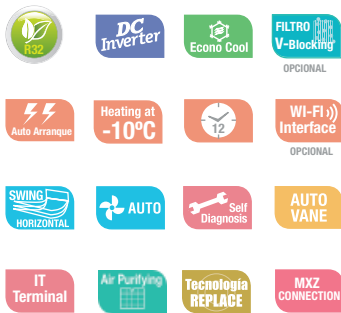 R32
DC
Inverter
Econo Cool
FILTRO
V-Blocking
OPCIONAL
Auto Arranque
Heating at
-10ºC
12
WI-FI
Interface
OPCIONAL
SWING
HORIZONTAL
AUTO
Self
Diagnosis
AUTO
VANE
IT
Terminal
Air Purifying
Tecnología
REPLACE
MXZ
CONNECTION